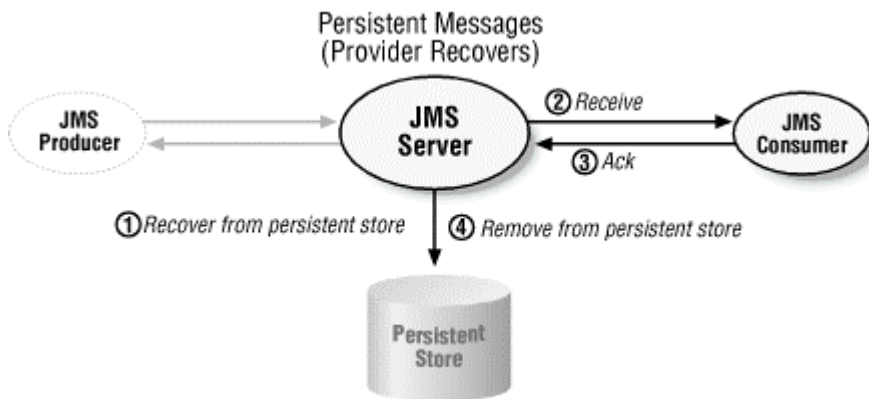 Persistent Messages
(Provider Recovers)
JMS
Producer
JMS
Server
② Receive
JMS
Consumer
③ Ack
① Recover from persistent store
④ Remove from persistent store
Persistent
Store